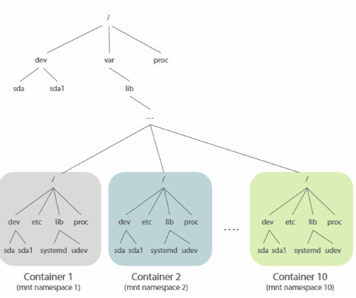 /
dev var proc
sda sda1 lib
...
/ / /
dev etc lib proc dev etc lib proc dev etc lib proc
sda sda1 systemd udev sda sda1 systemd udev sda sda1 systemd udev
....
Container 1 Container 2 Container 10
(mnt namespace 1) (mnt namespace 2) (mnt namespace 10)